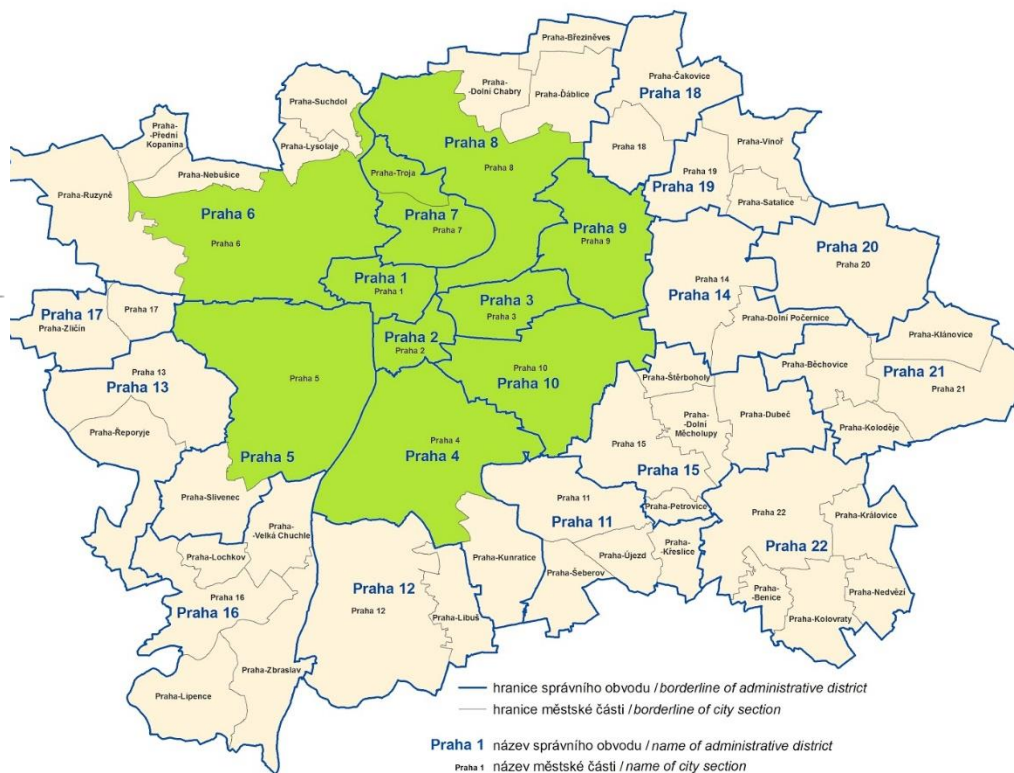 Praha-Březiněves
Praha-
-Dolní Chabry
Praha-Ďáblice
Praha-Čakovice
Praha 18
Praha 18
Praha-Suchdol
Praha-Lysolaje
Praha-
-Přední
Kopanina
Praha-Nebušice
Praha-Ruzyně
Praha 8
Praha 8
Praha-Troja
Praha 7
Praha 7
Praha 6
Praha 6
Praha 9
Praha 9
Praha-Vinoř
Praha 19
Praha 19
Praha-Satalice
Praha 20
Praha 20
Praha 1
Praha 1
Praha 3
Praha 3
Praha 14
Praha 14
Praha-Dolní Počernice
Praha-Klánovice
Praha 17
Praha 17
Praha-Zličín
Praha 2
Praha 2
Praha 10
Praha 10
Praha-Běchovice
Praha 21
Praha 21
Praha 13
Praha 13
Praha 5
Praha 5
Praha-Řeporyje
Praha-Štěrboholy
Praha-
-Dolní
Měcholupy
Praha-Dubeč
Praha-Koloděje
Praha 4
Praha 4
Praha 15
Praha 15
Praha-Petrovice
Praha-Slivenec
Praha-
-Velká Chuchle
Praha-Lochkov
Praha 11
Praha 11
Praha-Újezd
Praha-
-Křeslice
Praha-Šeberov
Praha-Kunratice
Praha 22
Praha 22
Praha-Královice
Praha-
-Benice
Praha-Nedvězí
Praha-Kolovraty
Praha 16
Praha 16
Praha 12
Praha 12
Praha-Libuš
Praha-Zbraslav
Praha-Lipence
hranice správního obvodu / borderline of administrative district
hranice městské části / borderline of city section
Praha 1 název správního obvodu / name of administrative district
Praha 1 název městské části / name of city section